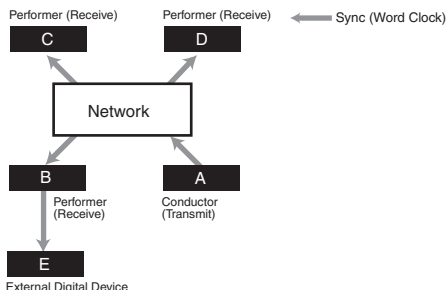 Performer (Receive)
Performer (Receive)
Sync (Word Clock)
C
D
Network
B
A
Performer
(Receive)
Conductor
(Transmit)
E
External Digital Device